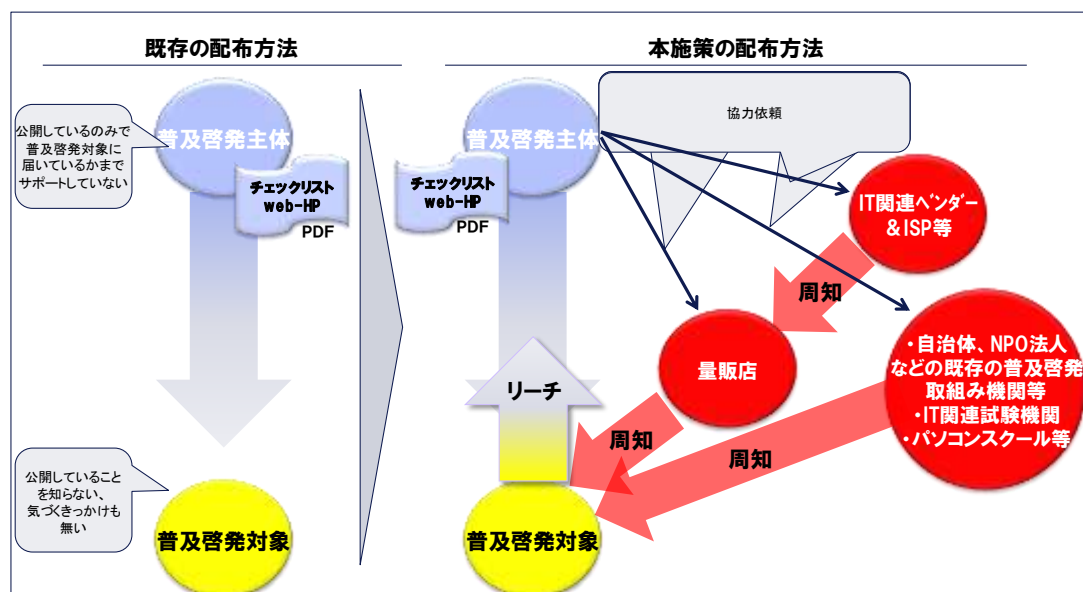 既存の配布方法
普及啓発主体
公開しているのみで
普及啓発対象に
届いているかまで
サポートしていない
チェックリスト
web-HP
PDF
公開していること
を知らない、
気づくきっかけも
無い
普及啓発対象
本施策の配布方法
普及啓発主体
チェックリスト
web-HP
PDF
協力依頼
IT関連ベンダー
&ISP等
周知
量販店
・自治体、NPO法人
などの既存の普及啓発
取組み機関等
・IT関連試験機関
・パソコンスクール等
リーチ
周知
周知
普及啓発対象